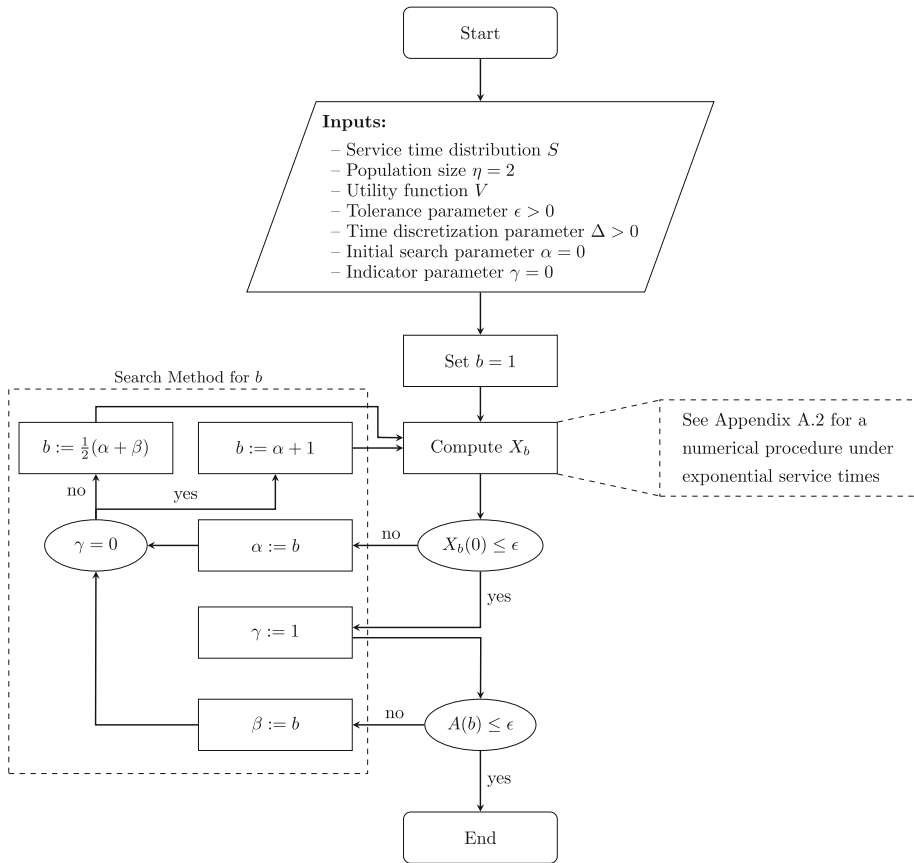 Start
Inputs:
– Service time distribution S
– Population size η = 2
– Utility function V
– Tolerance parameter ϵ > 0
– Time discretization parameter Δ > 0
– Initial search parameter α = 0
– Indicator parameter γ = 0
Set b = 1
Search Method for b
b := ½(α + β)
b := α + 1
Compute X_b
See Appendix A.2 for a
numerical procedure under
exponential service times
no
yes
γ = 0
α := b
no
X_b(0) ≤ ϵ
yes
γ := 1
β := b
no
A(b) ≤ ϵ
yes
End